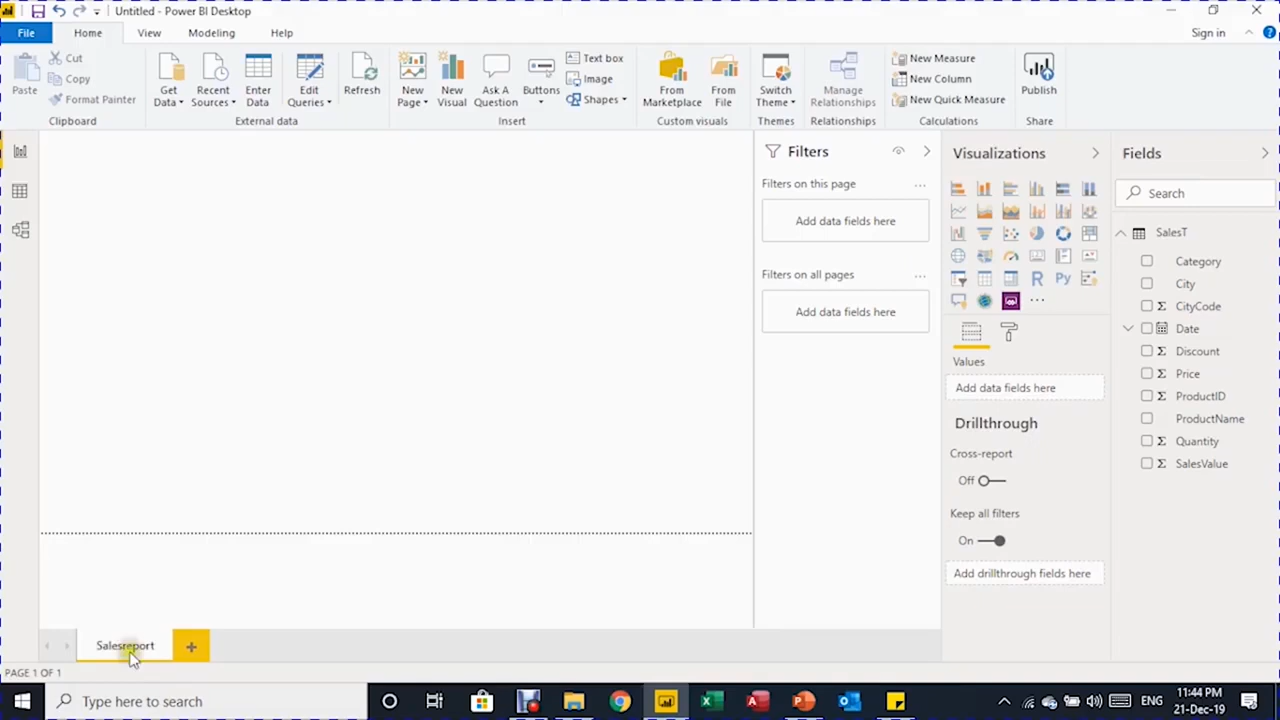 Untitled - Power BI Desktop
File
Home
View
Modeling
Help
Sign in
Paste
Cut
Copy
Format Painter
Clipboard
Get Data
Recent Sources
Enter Data
Edit Queries
Refresh
External data
New Page
New Visual
Ask A Question
Buttons
Text box
Image
Shapes
Insert
From Marketplace
From File
Custom visuals
Switch Theme
Themes
Manage Relationships
Relationships
New Measure
New Column
New Quick Measure
Calculations
Publish
Share
Filters
Filters on this page
...
Add data fields here
Filters on all pages
...
Add data fields here
Visualizations
R
Py
...
Values
Add data fields here
Drillthrough
Cross-report
Off
Keep all filters
On
Add drillthrough fields here
Fields
Search
SalesT
Category
City
Σ CityCode
Date
Σ Discount
Σ Price
Σ ProductID
ProductName
Σ Quantity
Σ SalesValue
Salesreport
PAGE 1 OF 1
Type here to search
ENG
11:44 PM
21-Dec-19